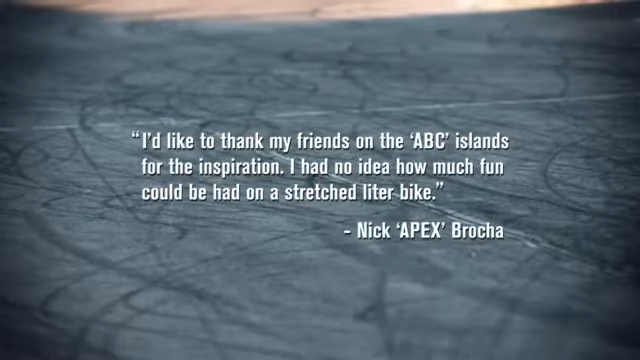 “I’d like to thank my friends on the ‘ABC’ islands
for the inspiration. I had no idea how much fun
could be had on a stretched liter bike.”
- Nick ‘APEX’ Brocha